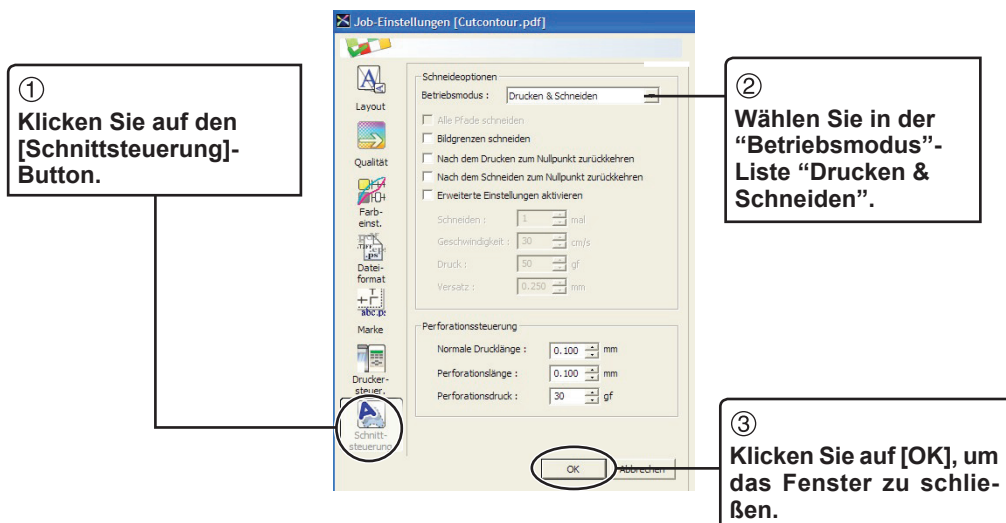 Job-Einstellungen [Cutcontour.pdf]
①
Klicken Sie auf den
[Schnittsteuerung]-
Button.
Layout
Qualität
Farb-
einst.
Datei-
format
abc.p
Marke
Drucker-
steuer.
Schnitt-
steuerung
Schneideoptionen
Betriebsmodus : Drucken & Schneiden
Alle Pfade schneiden
Bildgrenzen schneiden
Nach dem Drucken zum Nullpunkt zurückkehren
Nach dem Schneiden zum Nullpunkt zurückkehren
Erweiterte Einstellungen aktivieren
Schneiden : 1 mal
Geschwindigkeit : 30 cm/s
Druck : 50 gf
Versatz : 0.250 mm
Perforationssteuerung
Normale Drucklänge : 0.100 mm
Perforationslänge : 0.100 mm
Perforationsdruck : 30 gf
OK Abbrechen
②
Wählen Sie in der
“Betriebsmodus”-
Liste “Drucken &
Schneiden”.
③
Klicken Sie auf [OK], um
das Fenster zu schlie-
ßen.